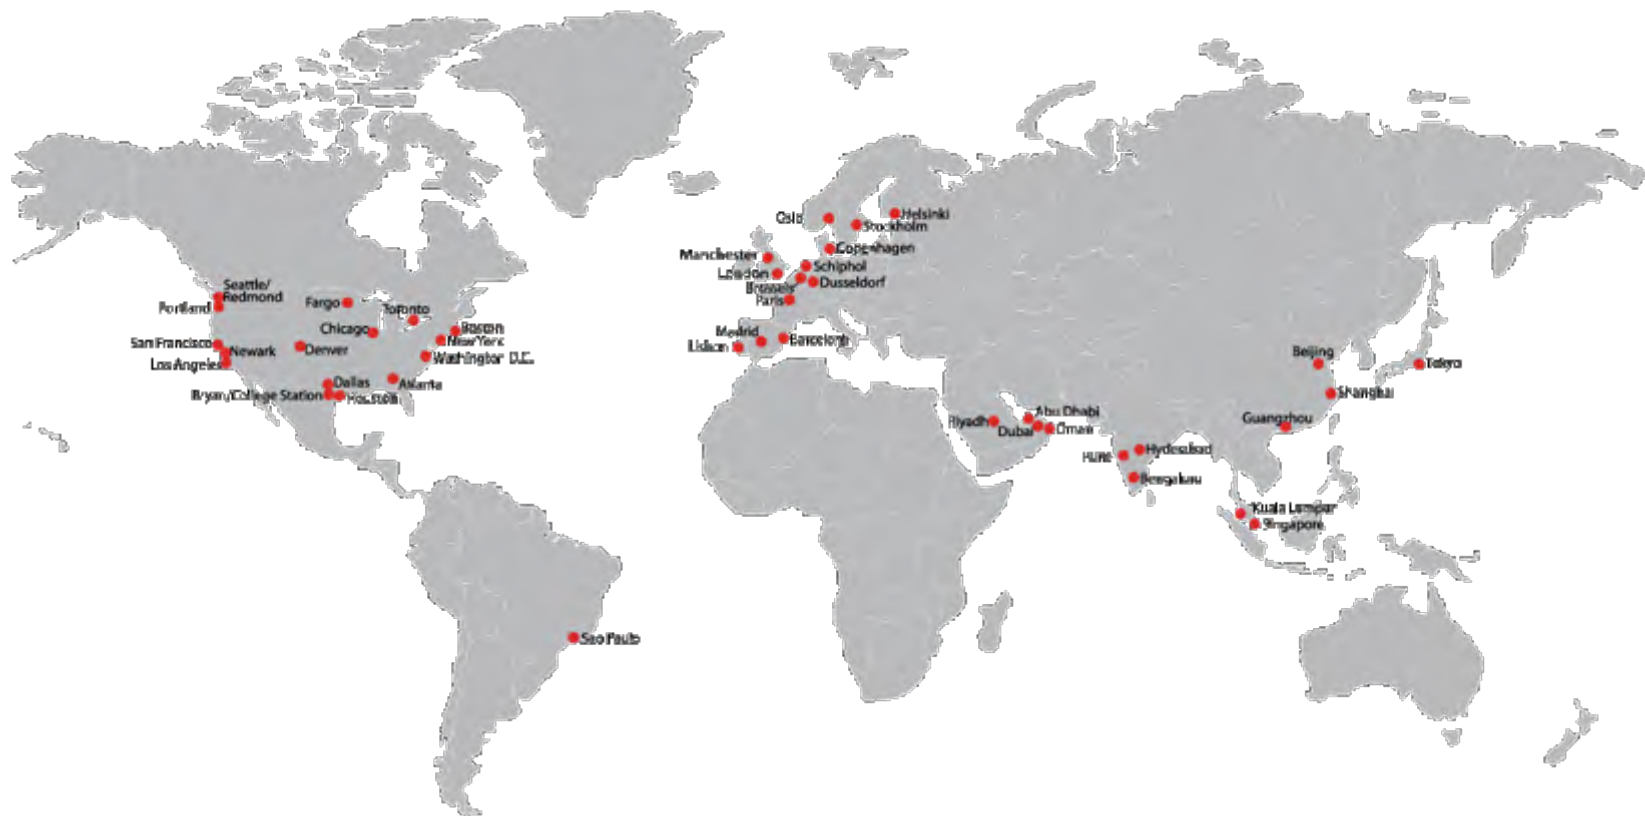 Oslo
Helsinki
Stockholm
Manchester
Copenhagen
London
Schiphol
Brussels
Dusseldorf
Paris
Seattle/
Redmond
Portland
Fargo
Toronto
Chicago
Boston
New York
Washington D.C.
San Francisco
Newark
Denver
Los Angeles
Dallas
Atlanta
Bryan/College Station
Houston
Madrid
Lisbon
Barcelona
Beijing
Tokyo
Shanghai
Guangzhou
Riyadh
Abu Dhabi
Dubai
Oman
Hyderabad
Pune
Bengaluru
Kuala Lumpur
Singapore
Sao Paulo